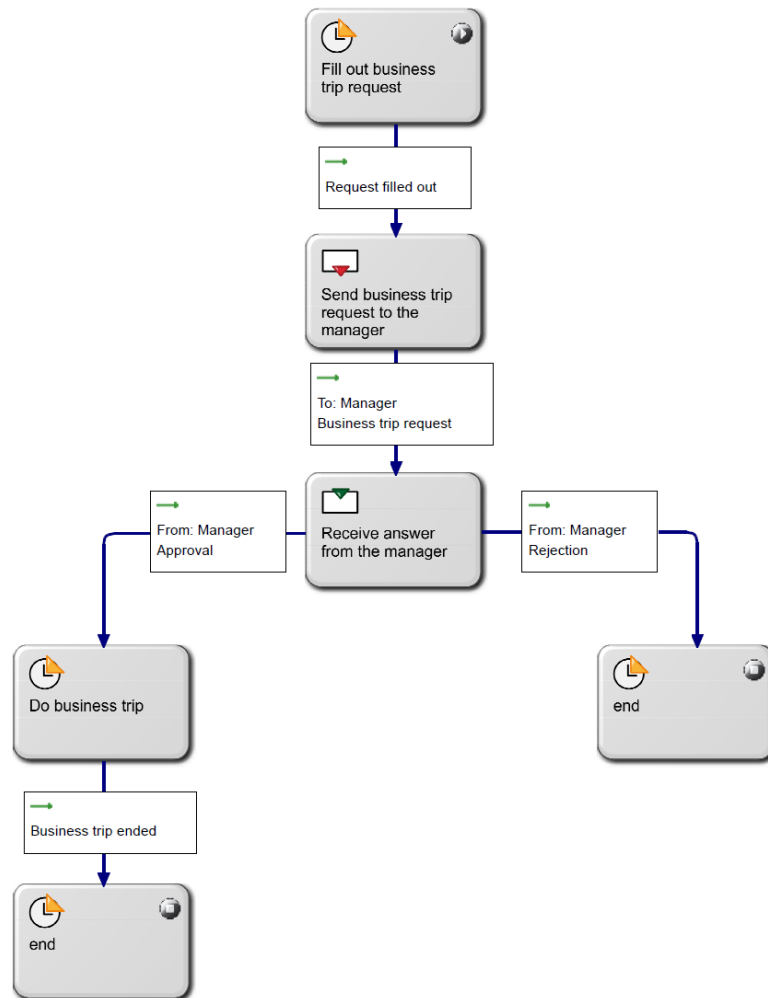 Fill out business
trip request
Request filled out
Send business trip
request to the
manager
To: Manager
Business trip request
Receive answer
from the manager
From: Manager
Approval
From: Manager
Rejection
Do business trip
end
Business trip ended
end